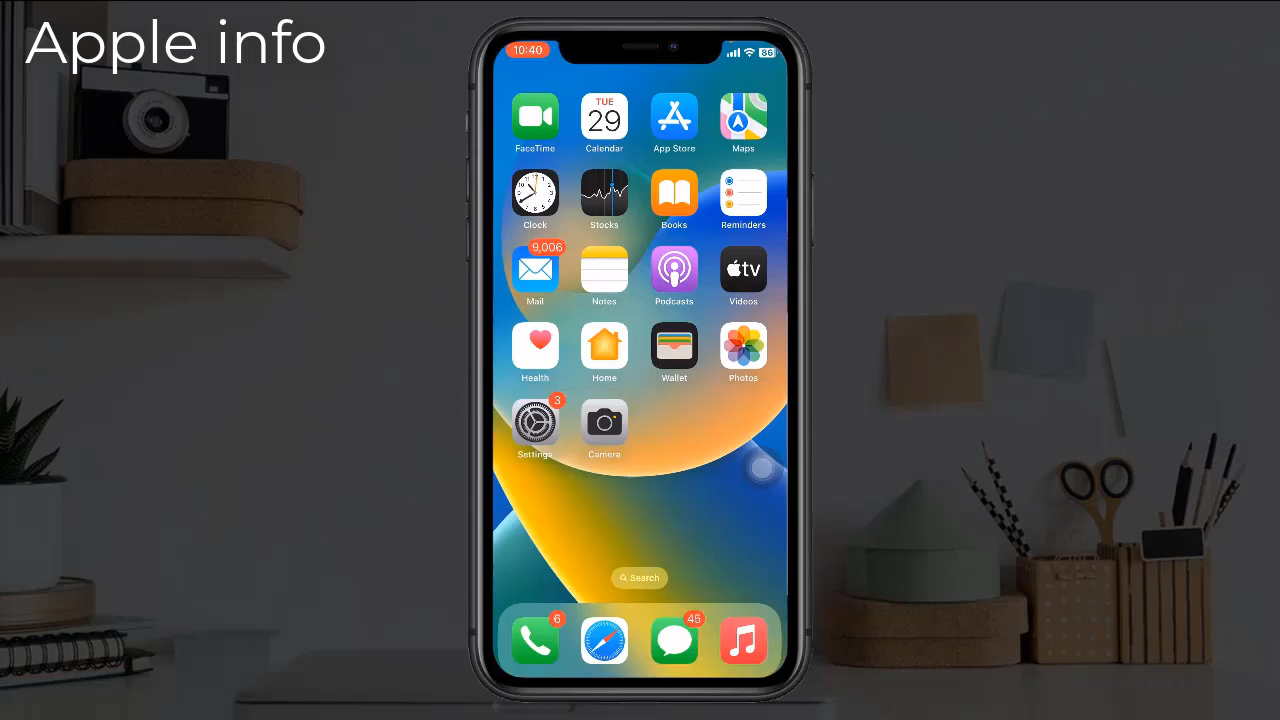 Apple info
10:40
86
TUE
29
FaceTime
Calendar
App Store
Maps
12
Clock
Stocks
Books
Reminders
9,006
tv
Mail
Notes
Podcasts
Videos
Health
Home
Wallet
Photos
3
Settings
Camera
Search
6
45